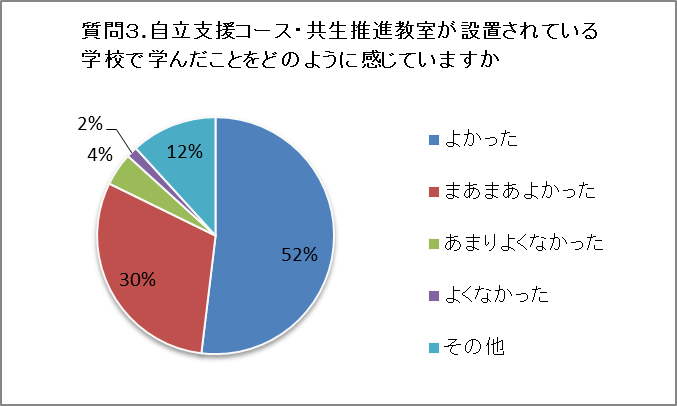 質問３．自立支援コース・共生推進教室が設置されている
学校で学んだことをどのように感じていますか
2%
4%
12%
52%
30%
よかった
まあまあよかった
あまりよくなかった
よくなかった
その他